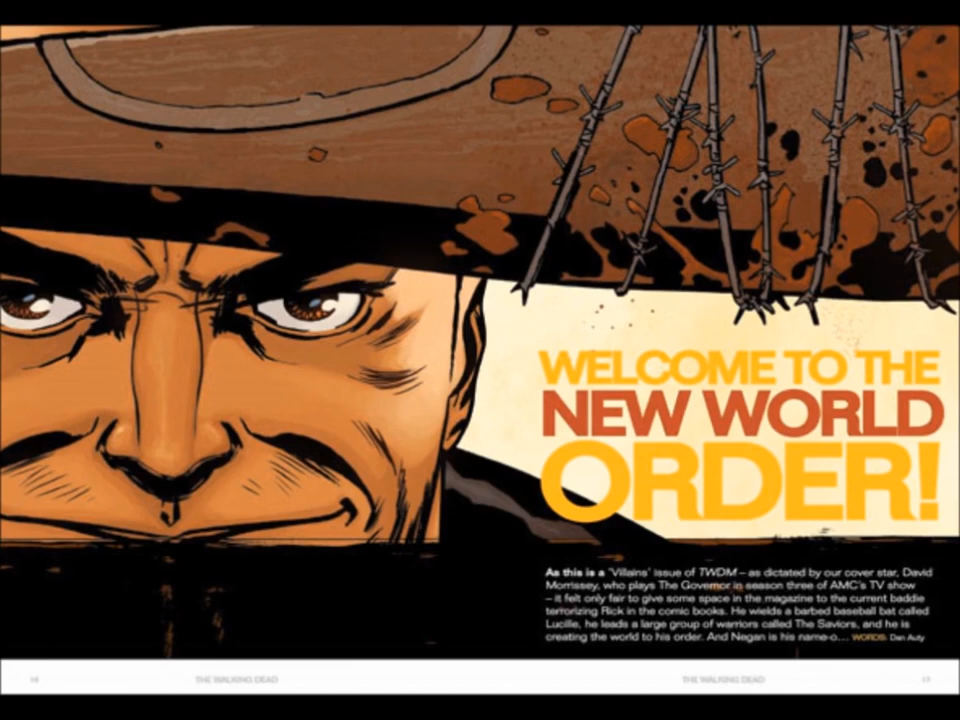 WELCOME TO THE
NEW WORLD
ORDER!
As this is a 'Villains' issue of TWDM – as dictated by our cover star, David
Morrissey, who plays The Governor in season three of AMC's TV show
– it felt only fair to give some space in the magazine to the current baddie
terrorizing Rick in the comic books. He wields a barbed baseball bat called
Lucille, he leads a large group of warriors called The Saviors, and he is
creating the world to his order. And Negan is his name-o... WORDS: Dan Auty
THE WALKING DEAD
THE WALKING DEAD